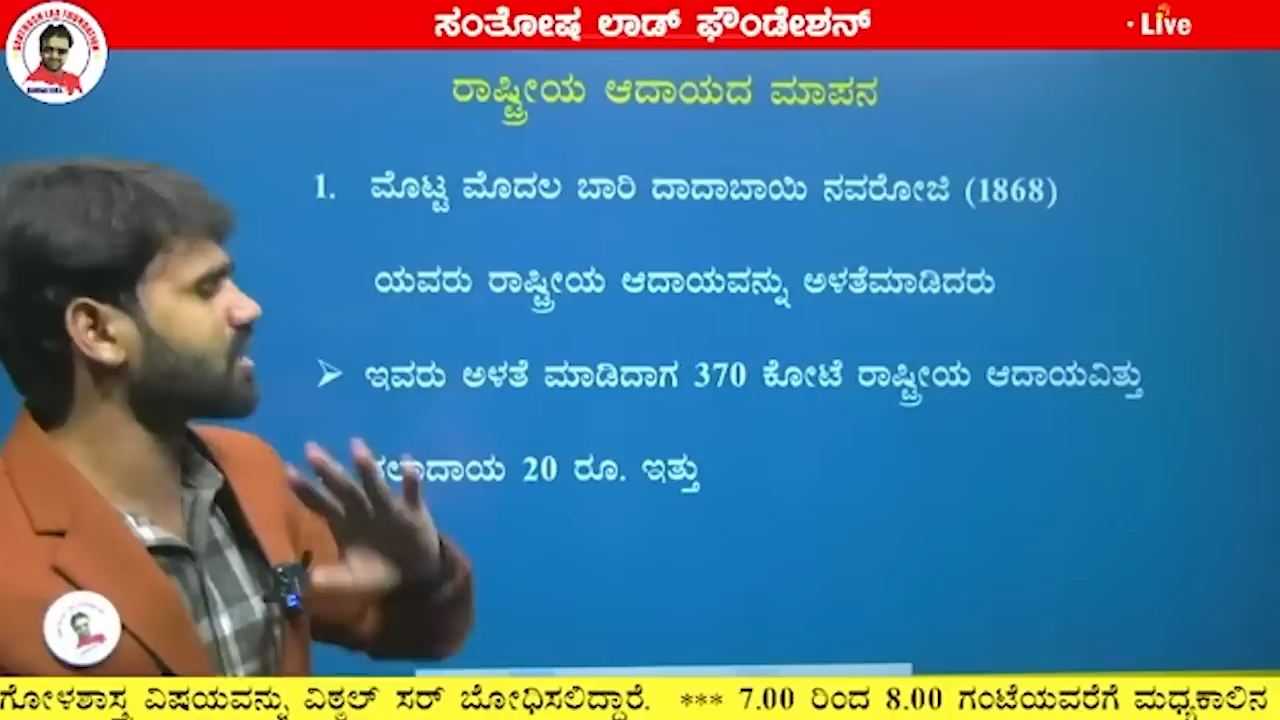 ಸಂತೋಷ ಲಾಡ್ ಫೌಂಡೇಶನ್
Live
ರಾಷ್ಟ್ರೀಯ ಆದಾಯದ ಮಾಪನ
1. ಮೊಟ್ಟ ಮೊದಲ ಬಾರಿ ದಾದಾಬಾಯಿ ನವರೋಜಿ (1868)
ಯವರು ರಾಷ್ಟ್ರೀಯ ಆದಾಯವನ್ನು ಅಳತೆಮಾಡಿದರು
➢ ಇವರು ಅಳತೆ ಮಾಡಿದಾಗ 370 ಕೋಟಿ ರಾಷ್ಟ್ರೀಯ ಆದಾಯವಿತ್ತು
20 ರೂ. ಇತ್ತು
ಗೋಳಶಾಸ್ತ್ರ ವಿಷಯವನ್ನು ವಿಠ್ಠಲ್ ಸರ್ ಬೋಧಿಸಲಿದ್ದಾರೆ. *** 7.00 ರಿಂದ 8.00 ಗಂಟೆಯವರೆಗೆ ಮಧ್ಯಕಾಲಿನ